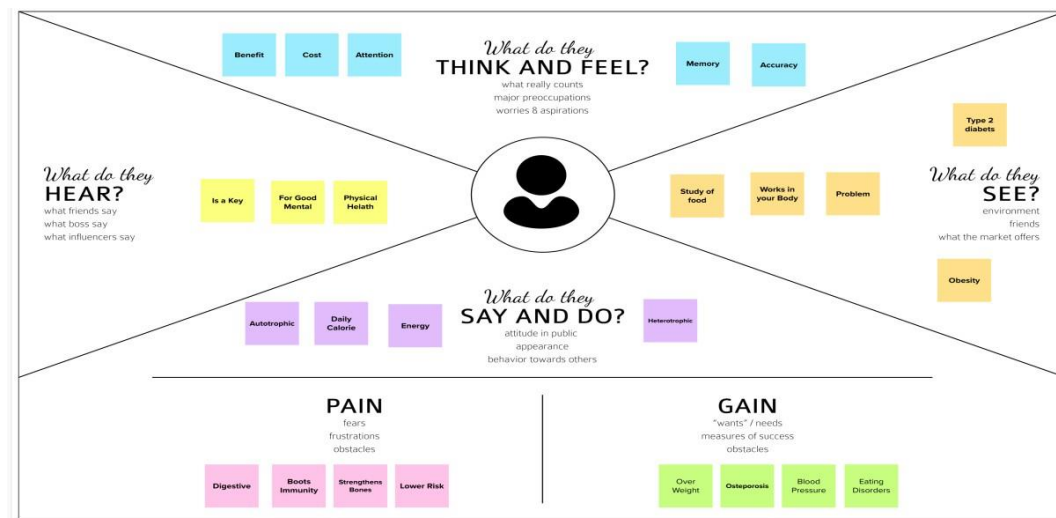 Benefit
Cost
Attention
What do they
THINK AND FEEL?
what really counts
major preoccupations
worries & aspirations
Memory
Accuracy
What do they
HEAR?
what friends say
what boss say
what influencers say
Is a Key
For Good
Mental
Physical
Helath
Study of
food
Works in
your Body
Problem
Type 2
diabets
What do they
SEE?
environment
friends
what the market offers
Obesity
Autotrophic
Daily
Calorie
Energy
What do they
SAY AND DO?
attitude in public
appearance
behavior towards others
Heterotrophic
PAIN
fears
frustrations
obstacles
Digestive
Boots
Immunity
Strengthens
Bones
Lower Risk
GAIN
"wants" / needs
measures of success
obstacles
Over
Weight
Osteporosis
Blood
Pressure
Eating
Disorders